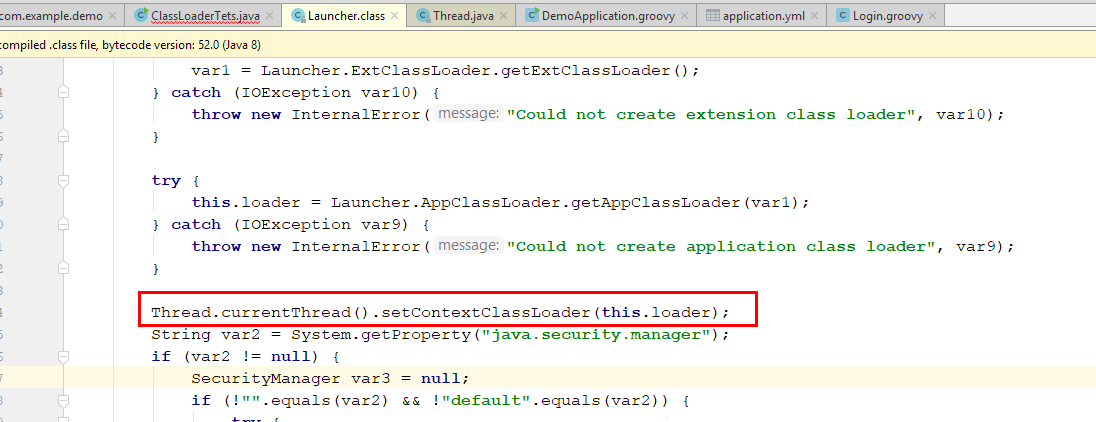 com.example.demo ClassLoaderTets.java Launcher.class Thread.java DemoApplication.groovy application.yml Login.groovy
compiled .class file, bytecode version: 52.0 (Java 8)
var1 = Launcher.ExtClassLoader.getExtClassLoader();
} catch (IOException var10) {
throw new InternalError( message: "Could not create extension class loader", var10);
}
try {
this.loader = Launcher.AppClassLoader.getAppClassLoader(var1);
} catch (IOException var9) {
throw new InternalError( message: "Could not create application class loader", var9);
}
Thread.currentThread().setContextClassLoader(this.loader);
String var2 = System.getProperty("java.security.manager");
if (var2 != null) {
SecurityManager var3 = null;
if (!"".equals(var2) && !"default".equals(var2)) {
try {